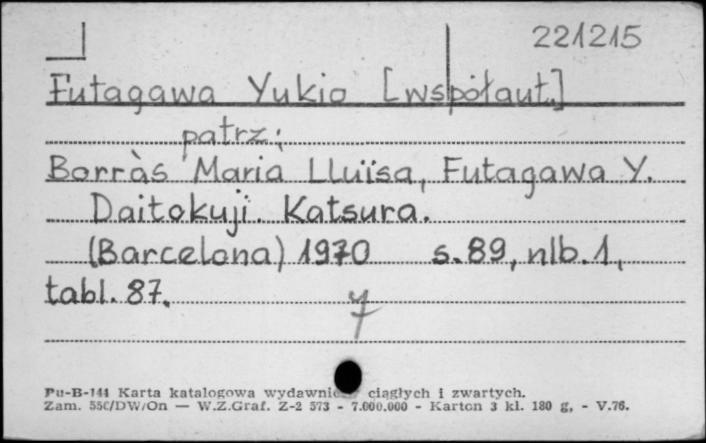 221215
Futagawa Yukio [współaut.]
patrz:
Borràs Maria Lluïsa, Futagawa Y.
Daitokuji. Katsura.
(Barcelona) 1970 s. 89, nlb. 1,
tabl. 87.
y
Pu-B-144 Karta katalogowa wydawnic ciągłych i zwartych.
Zam. 550/DW/On — W.Z.Graf. Z-2 573 - 7.000.000 - Karton 3 kl. 180 g, - V.76.